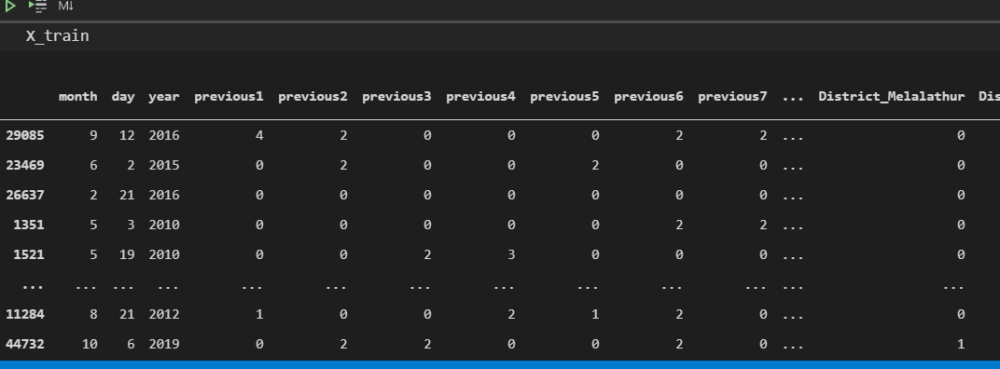 M↓
X_train
month day year previous1 previous2 previous3 previous4 previous5 previous6 previous7 ... District_Melalathur Dis
29085 9 12 2016 4 2 0 0 0 2 2 ... 0
23469 6 2 2015 0 2 0 0 2 0 0 ... 0
26637 2 21 2016 0 0 0 0 0 0 0 ... 0
1351 5 3 2010 0 0 0 0 0 2 2 ... 0
1521 5 19 2010 0 0 2 3 0 0 0 ... 0
... ... ... ... ... ... ... ... ... ... ... ... ...
11284 8 21 2012 1 0 0 2 1 2 0 ... 0
44732 10 6 2019 0 2 2 0 0 2 0 ... 1